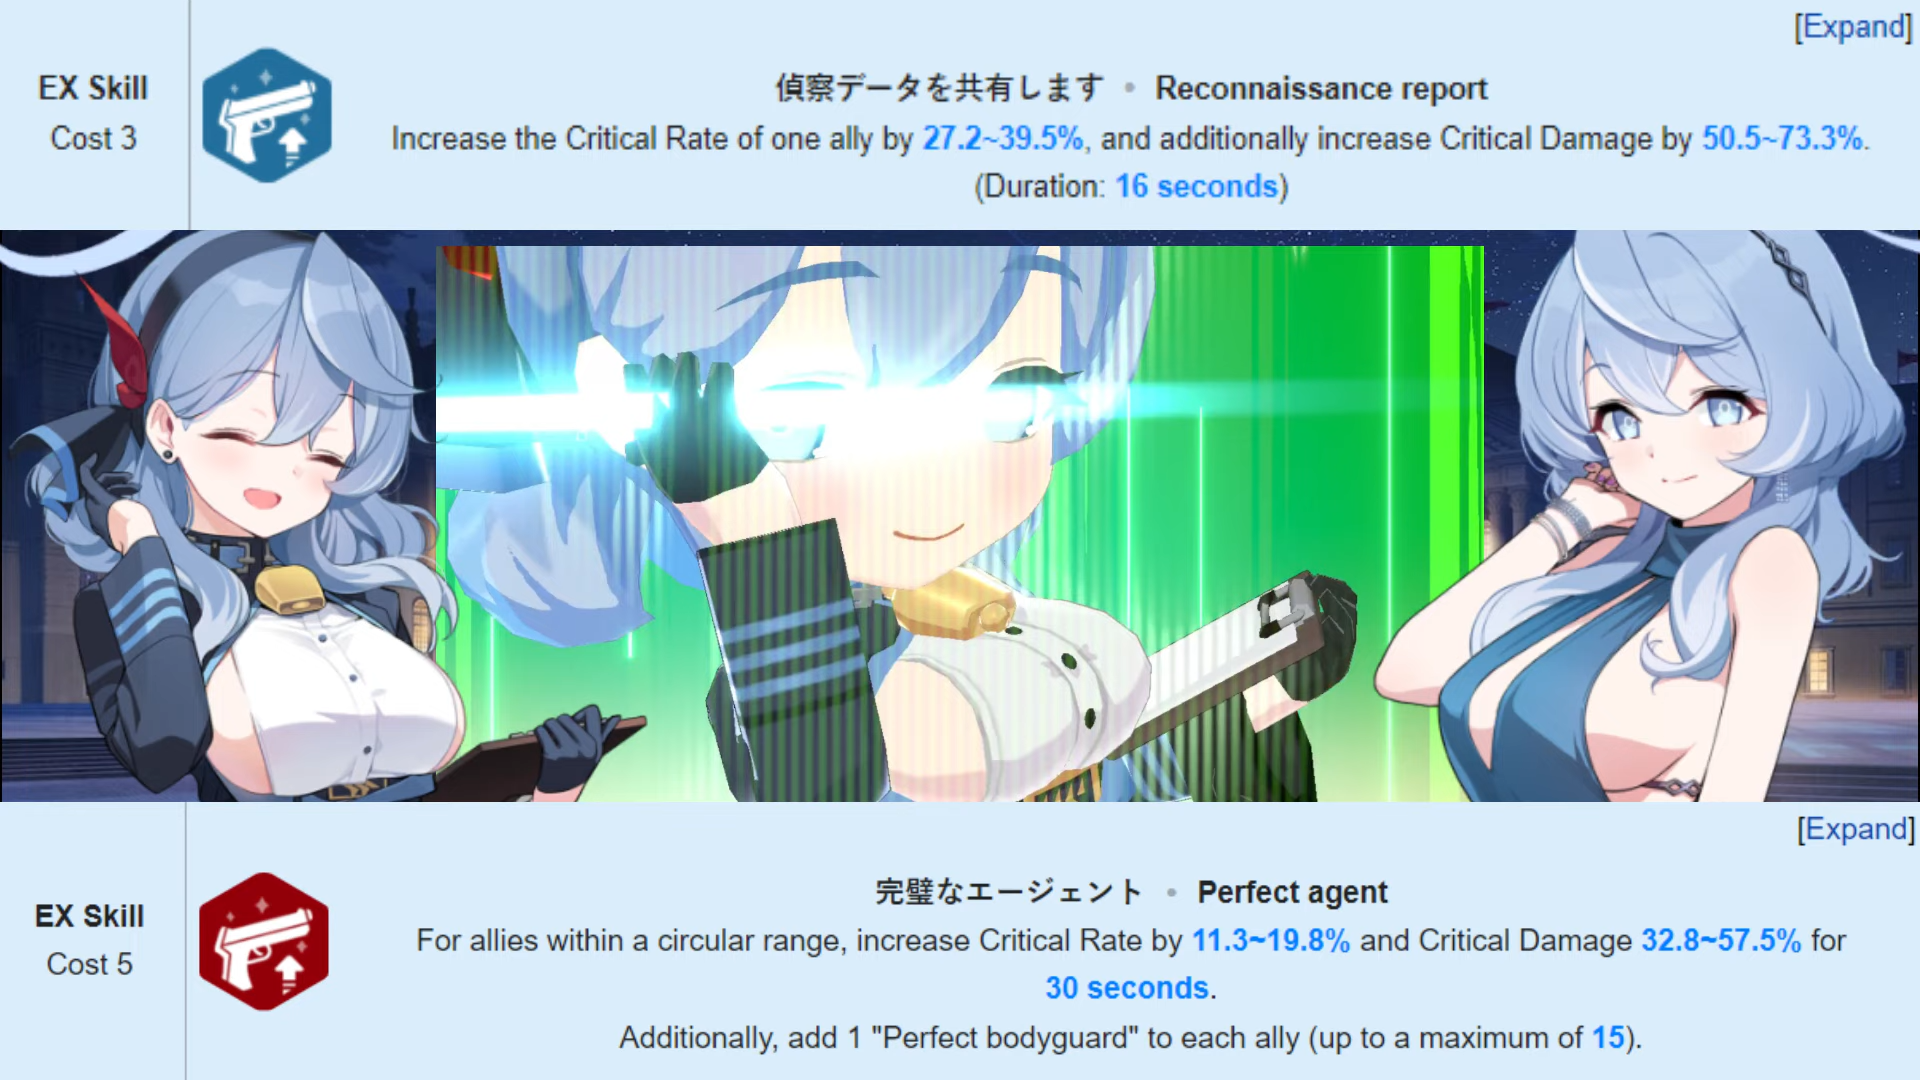 [Expand]
EX Skill
Cost 3
偵察データを共有します • Reconnaissance report
Increase the Critical Rate of one ally by 27.2~39.5%, and additionally increase Critical Damage by 50.5~73.3%.
(Duration: 16 seconds)
[Expand]
EX Skill
Cost 5
完璧なエージェント • Perfect agent
For allies within a circular range, increase Critical Rate by 11.3~19.8% and Critical Damage 32.8~57.5% for
30 seconds.
Additionally, add 1 "Perfect bodyguard" to each ally (up to a maximum of 15).